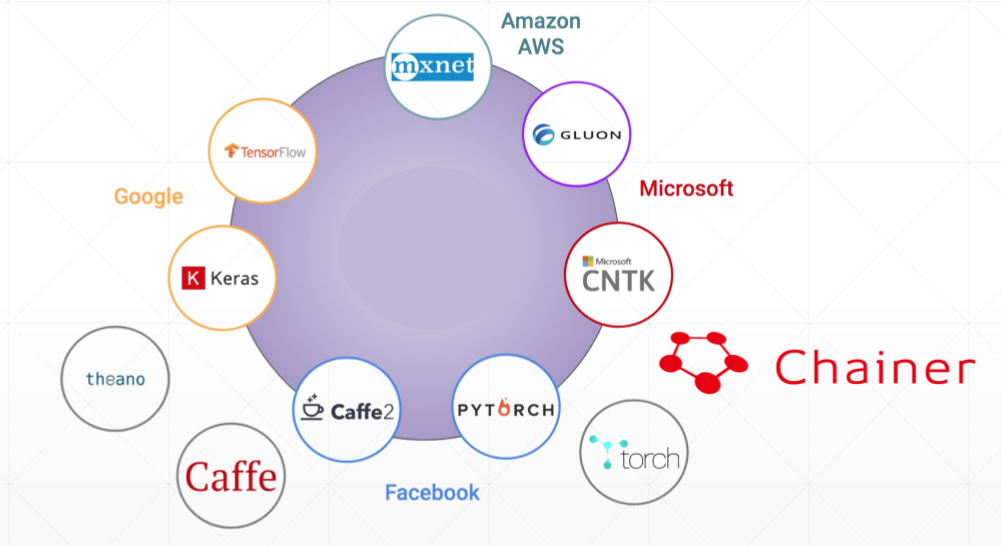 Amazon
AWS
mxnet
GLUON
TensorFlow
Google
Microsoft
Keras
K
Microsoft
CNTK
Chainer
theano
Caffe2
PYTORCH
torch
Caffe
Facebook